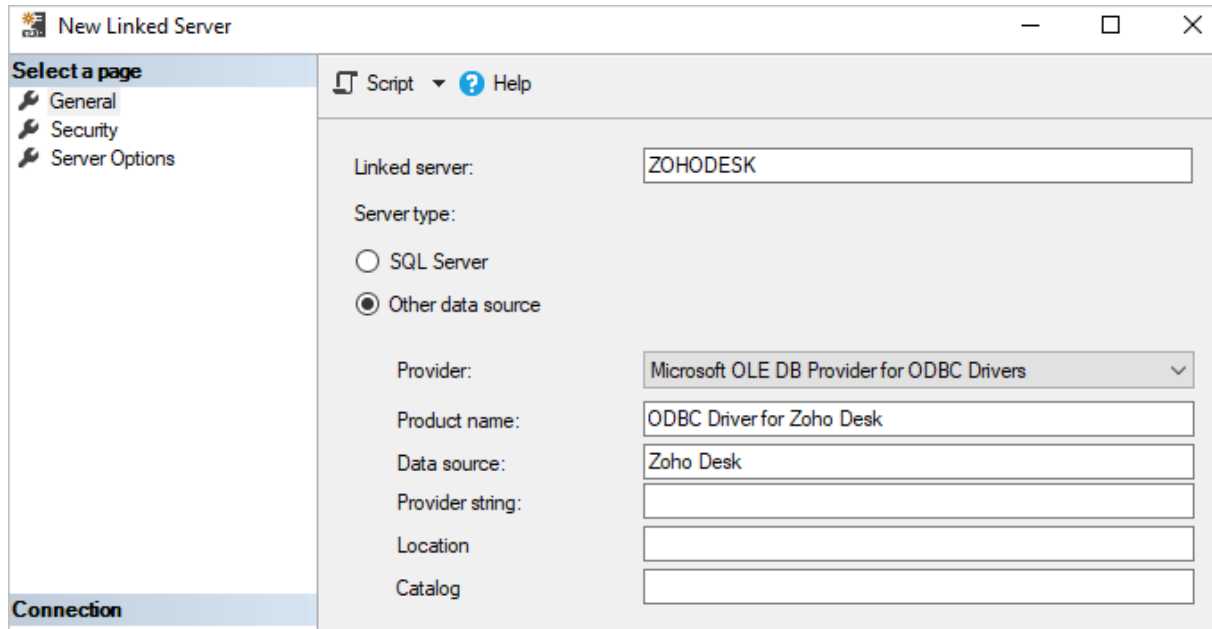 New Linked Server
Select a page
General
Security
Server Options
Connection
Script
Help
Linked server: ZOHODESK
Server type:
SQL Server
Other data source
Provider: Microsoft OLE DB Provider for ODBC Drivers
Product name: ODBC Driver for Zoho Desk
Data source: Zoho Desk
Provider string:
Location
Catalog